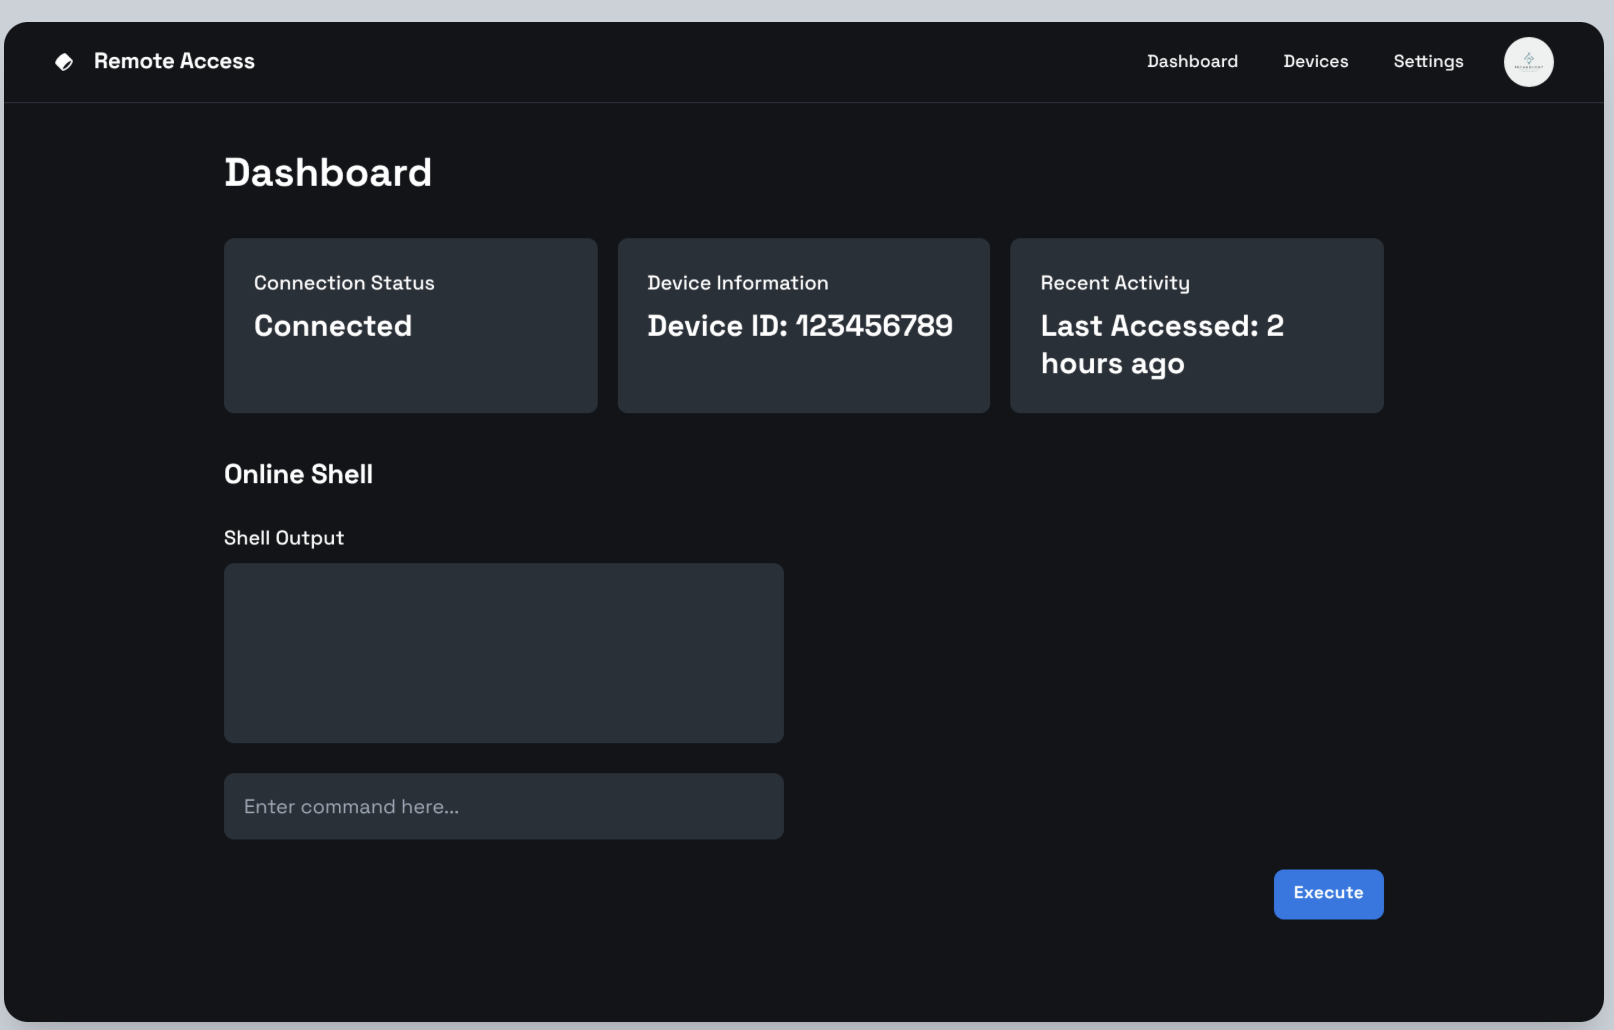 Remote Access
Dashboard
Devices
Settings
Dashboard
Connection Status
Connected
Device Information
Device ID: 123456789
Recent Activity
Last Accessed: 2
hours ago
Online Shell
Shell Output
Enter command here...
Execute